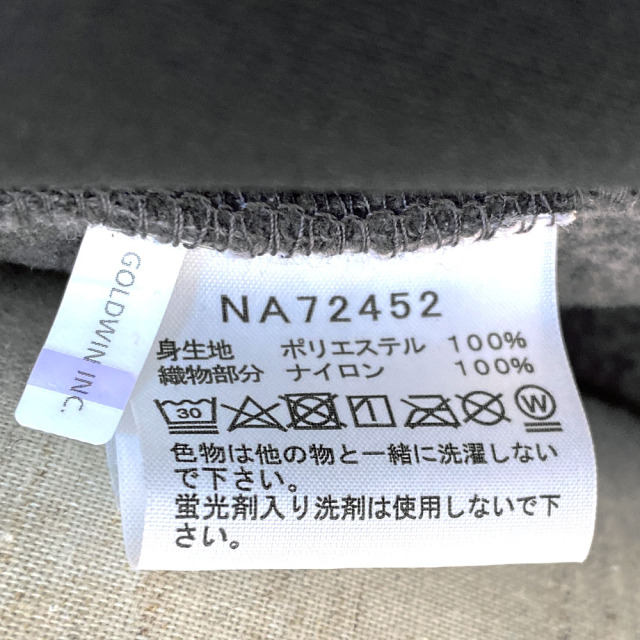 GOLDWIN INC.
NA72452
身生地 ポリエステル 100%
織物部分 ナイロン 100%
30
W
色物は他の物と一緒に洗濯しない
で下さい。
蛍光剤入り洗剤は使用しないで下
さい。